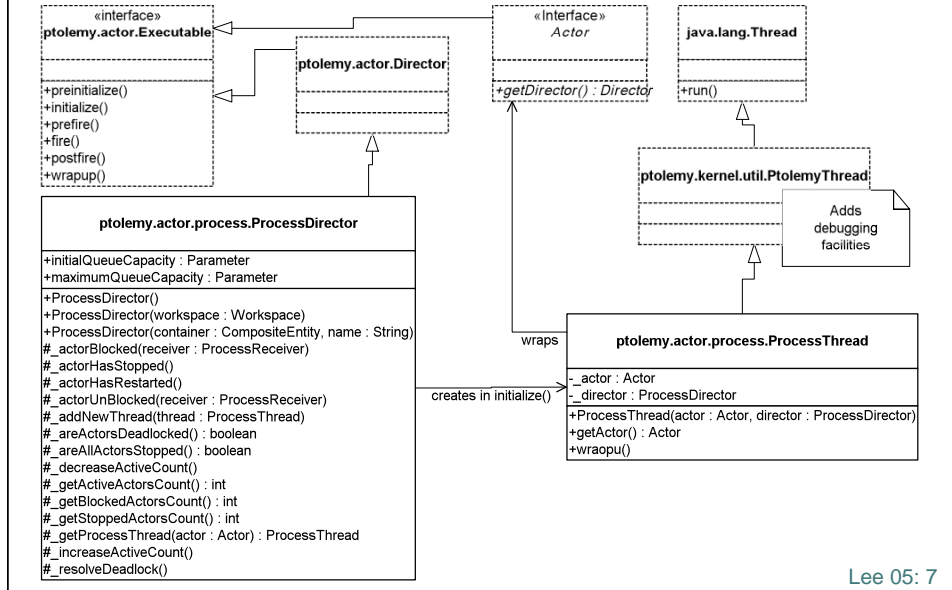 «interface»
ptolemy.actor.Executable
+preinitialize()
+initialize()
+prefire()
+fire()
+postfire()
+wrapup()
ptolemy.actor.Director
«Interface»
Actor
+getDirector() : Director
java.lang.Thread
+run()
ptolemy.kernel.util.PtolemyThread
Adds
debugging
facilities
ptolemy.actor.process.ProcessDirector
+initialQueueCapacity : Parameter
+maximumQueueCapacity : Parameter
+ProcessDirector()
+ProcessDirector(workspace : Workspace)
+ProcessDirector(container : CompositeEntity, name : String)
#_actorBlocked(receiver : ProcessReceiver)
#_actorHasStopped()
#_actorHasRestarted()
#_actorUnBlocked(receiver : ProcessReceiver)
#_addNewThread(thread : ProcessThread)
#_areActorsDeadlocked() : boolean
#_areAllActorsStopped() : boolean
#_decreaseActiveCount()
#_getActiveActorsCount() : int
#_getBlockedActorsCount() : int
#_getStoppedActorsCount() : int
#_getProcessThread(actor : Actor) : ProcessThread
#_increaseActiveCount()
#_resolveDeadlock()
wraps
creates in initialize()
ptolemy.actor.process.ProcessThread
-_actor : Actor
-_director : ProcessDirector
+ProcessThread(actor : Actor, director : ProcessDirector)
+getActor() : Actor
+wraopu()
Lee 05: 7